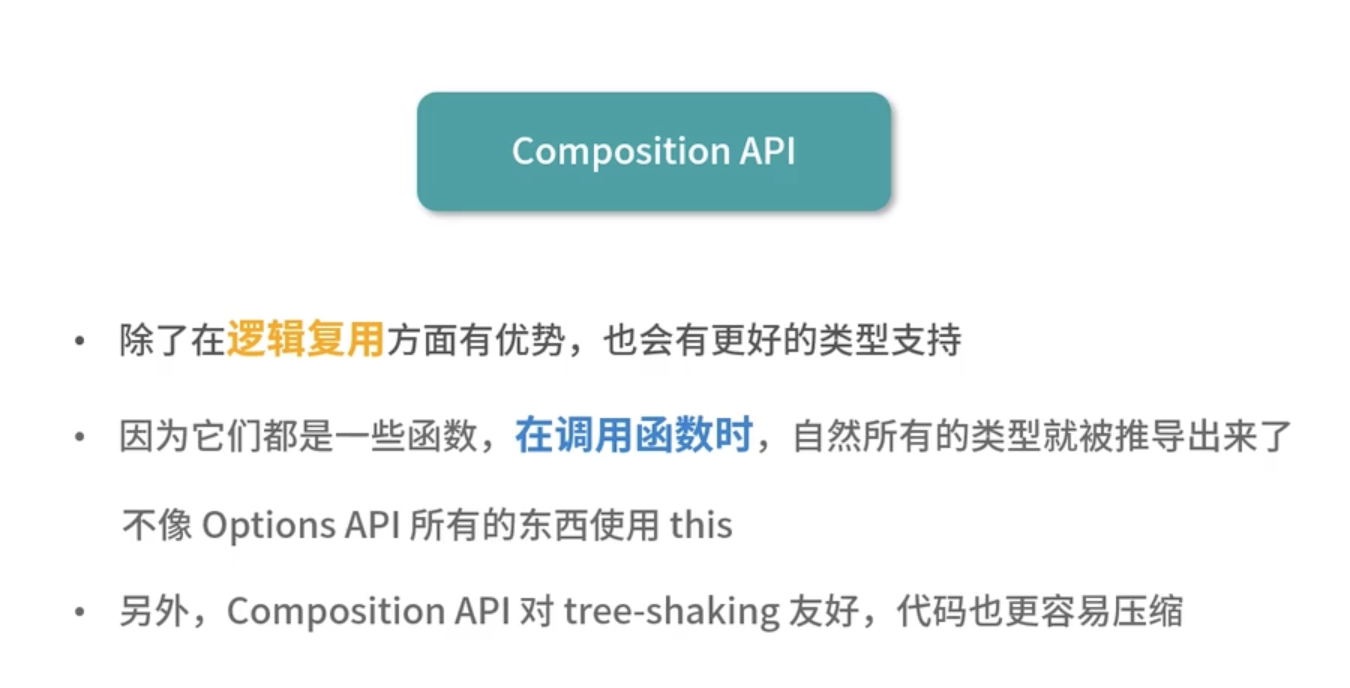 Composition API
• 除了在逻辑复用方面有优势，也会有更好的类型支持
• 因为它们都是一些函数，在调用函数时，自然所有的类型就被推导出来了
不像 Options API 所有的东西使用 this
• 另外，Composition API 对 tree-shaking 友好，代码也更容易压缩